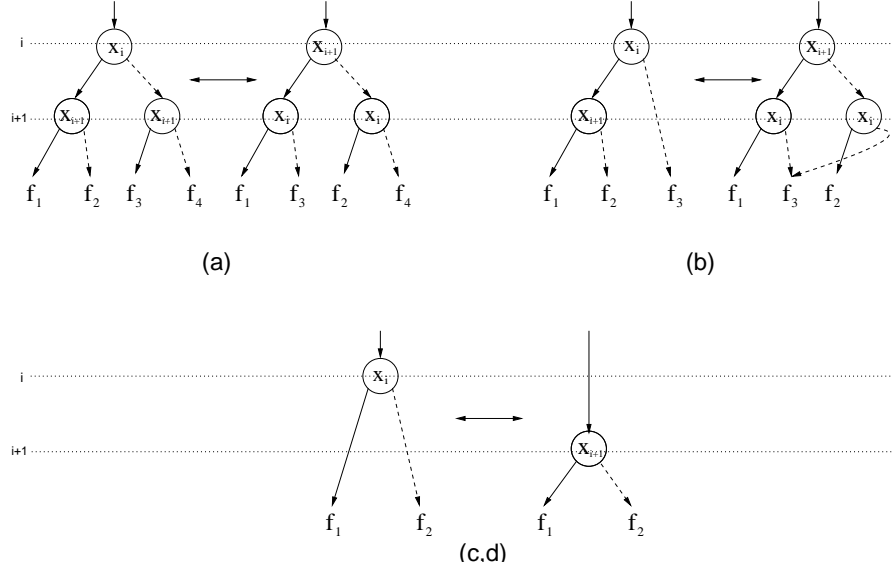 i x_i x_{i+1} x_i x_{i+1}
i+1 x_{i+1} x_{i+1} x_i x_i x_{i+1} x_i x_i
f_1 f_2 f_3 f_4 f_1 f_3 f_2 f_4 f_1 f_2 f_3 f_1 f_3 f_2
(a) (b)
i x_i
i+1 x_{i+1}
f_1 f_2 f_1 f_2
(c,d)